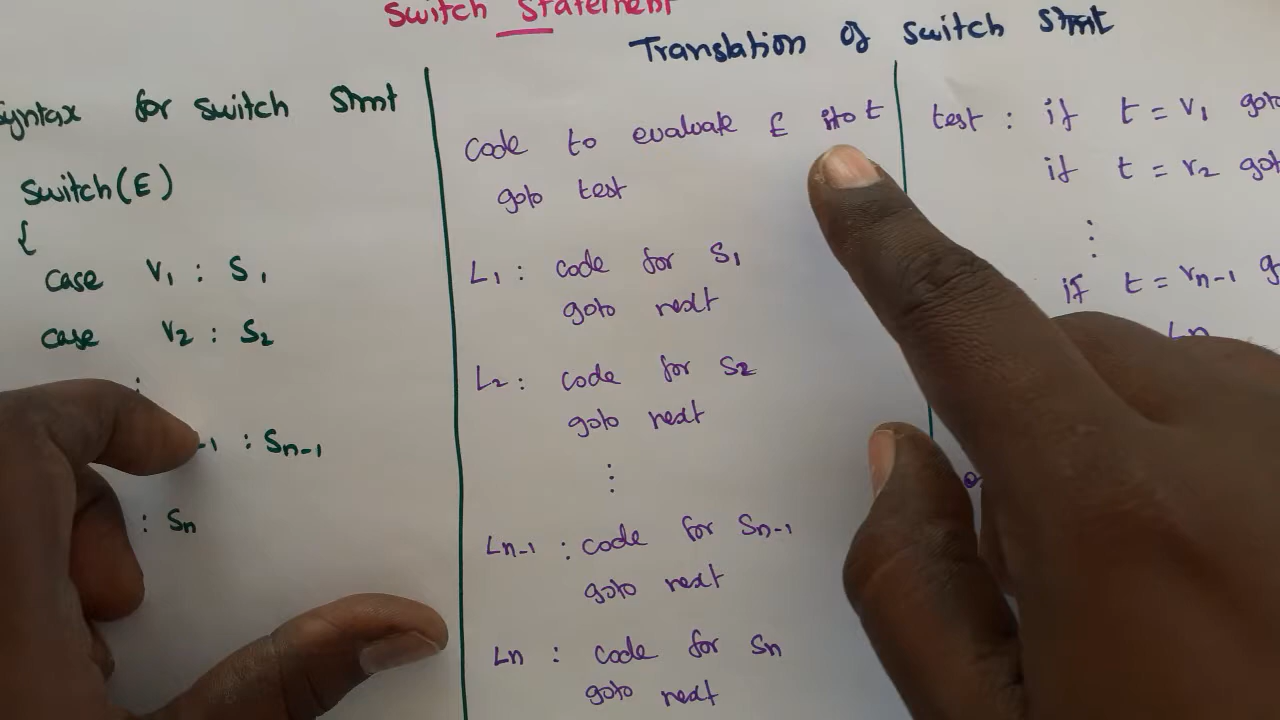 Switch Statement
Translation of switch stmt
Syntax for switch stmt
switch(E)
{
case V1 : S1
case V2 : S2
⋮
-1 : Sn-1
: Sn
code to evaluate E into t
goto test
L1 : code for S1
goto next
L2 : code for S2
goto next
⋮
Ln-1 : code for Sn-1
goto next
Ln : code for Sn
goto next
test : if t = V1 goto
if t = V2 got
⋮
if t = Vn-1 g
Ln